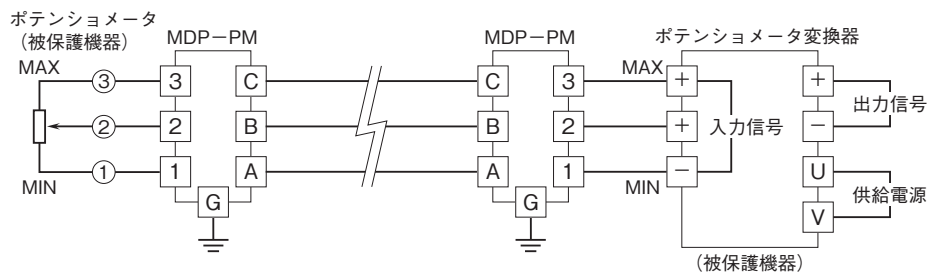 ポテンショメータ
（被保護機器）
MDP－PM
MDP－PM
ポテンショメータ変換器
MAX ③ 3 C C 3 MAX ＋ ＋
② 2 B B 2 ＋ 入力信号 － 出力信号
① 1 A A 1 － U
MIN MIN
供給電源
G G V
（被保護機器）